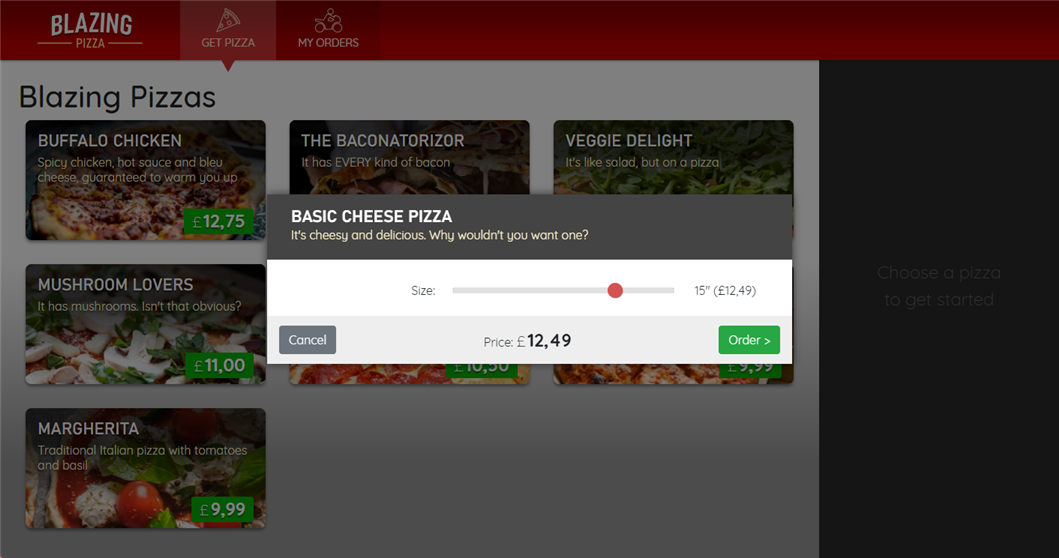 BLAZING
PIZZA
GET PIZZA
MY ORDERS
Blazing Pizzas
BUFFALO CHICKEN
Spicy chicken, hot sauce and bleu
cheese, guaranteed to warm you up
£12,75
THE BACONATORIZOR
It has EVERY kind of bacon
VEGGIE DELIGHT
It's like salad, but on a pizza
BASIC CHEESE PIZZA
It's cheesy and delicious. Why wouldn't you want one?
Size:
15" (£12,49)
Cancel
Price: £12,49
Order >
MUSHROOM LOVERS
It has mushrooms. Isn't that obvious?
£11,00
£10,50
£9,99
MARGHERITA
Traditional Italian pizza with tomatoes
and basil
£9,99
Choose a pizza
to get started